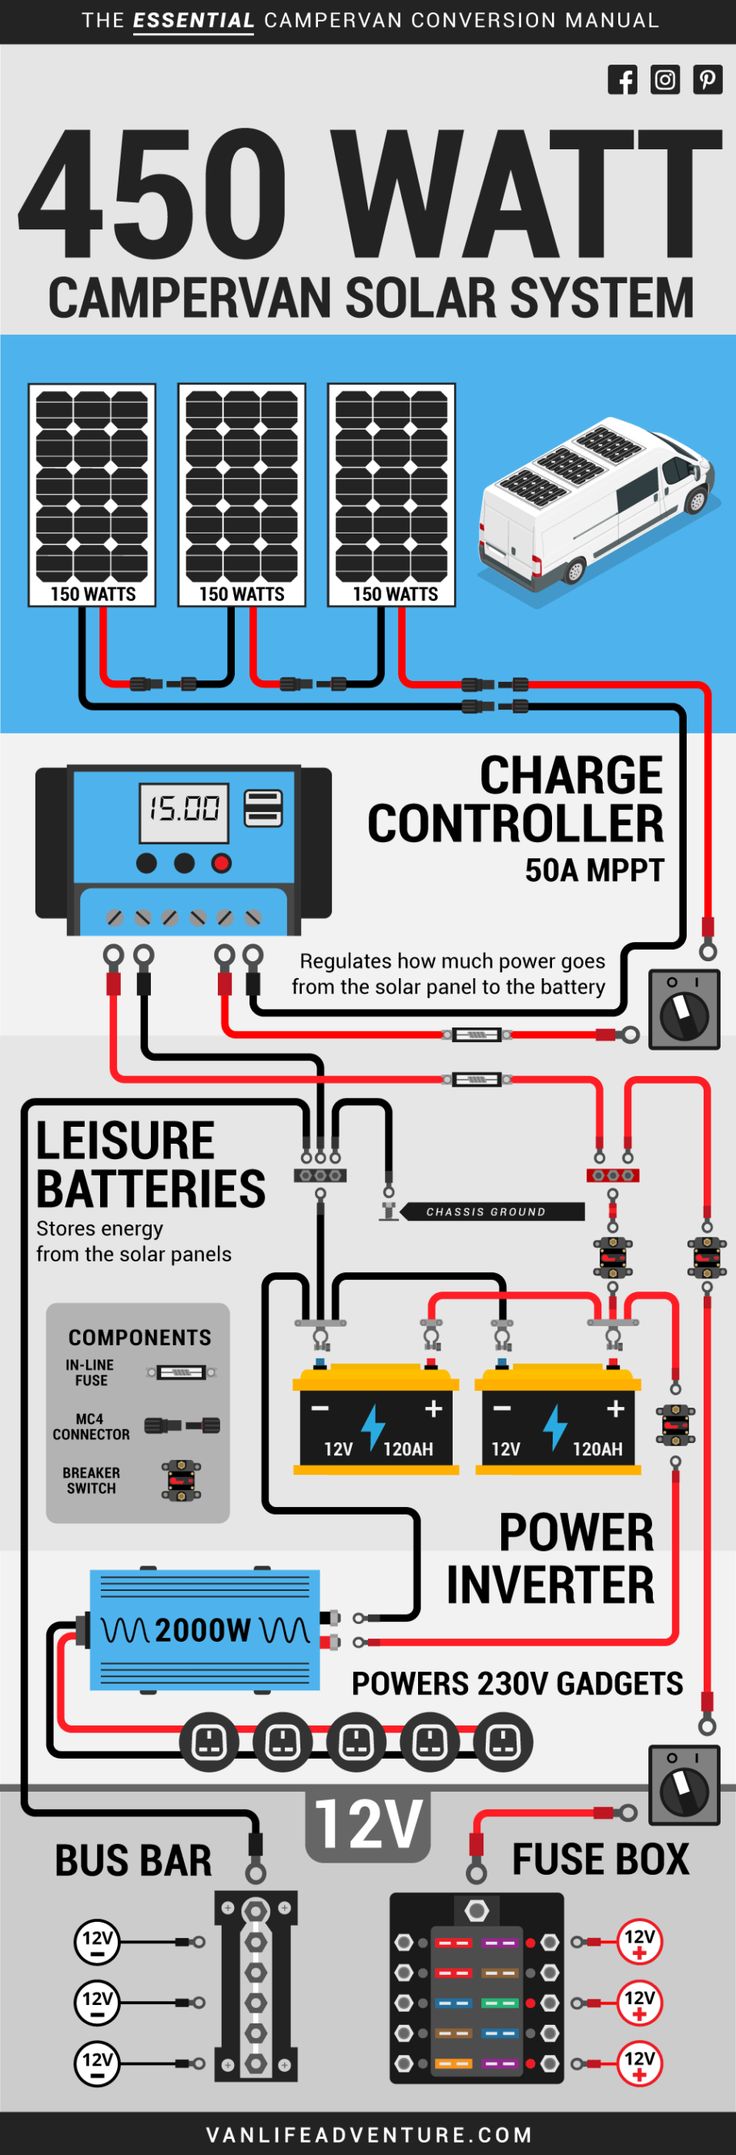 THE ESSENTIAL CAMPERVAN CONVERSION MANUAL
450 WATT
CAMPERVAN SOLAR SYSTEM
150 WATTS
150 WATTS
150 WATTS
15.00
CHARGE
CONTROLLER
50A MPPT
Regulates how much power goes
from the solar panel to the battery
O I
LEISURE
BATTERIES
Stores energy
from the solar panels
CHASSIS GROUND
COMPONENTS
IN-LINE
FUSE
MC4
CONNECTOR
BREAKER
SWITCH
− +
12V 120AH
− +
12V 120AH
POWER
INVERTER
2000W
POWERS 230V GADGETS
O I
12V
BUS BAR
FUSE BOX
12V
−
12V
−
12V
−
12V
+
12V
+
12V
+
VANLIFEADVENTURE.COM